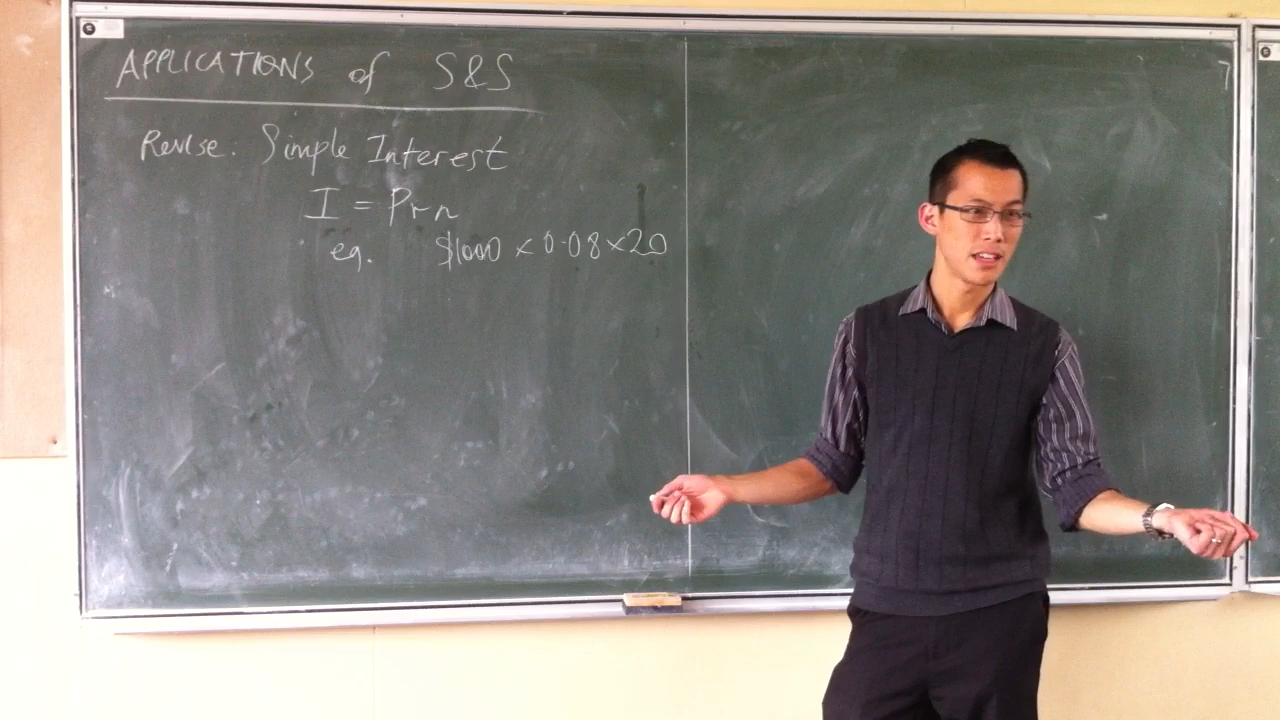 APPLICATIONS of S&S
Revise: Simple Interest
I = Prn
eg. $1000 × 0.08 × 20